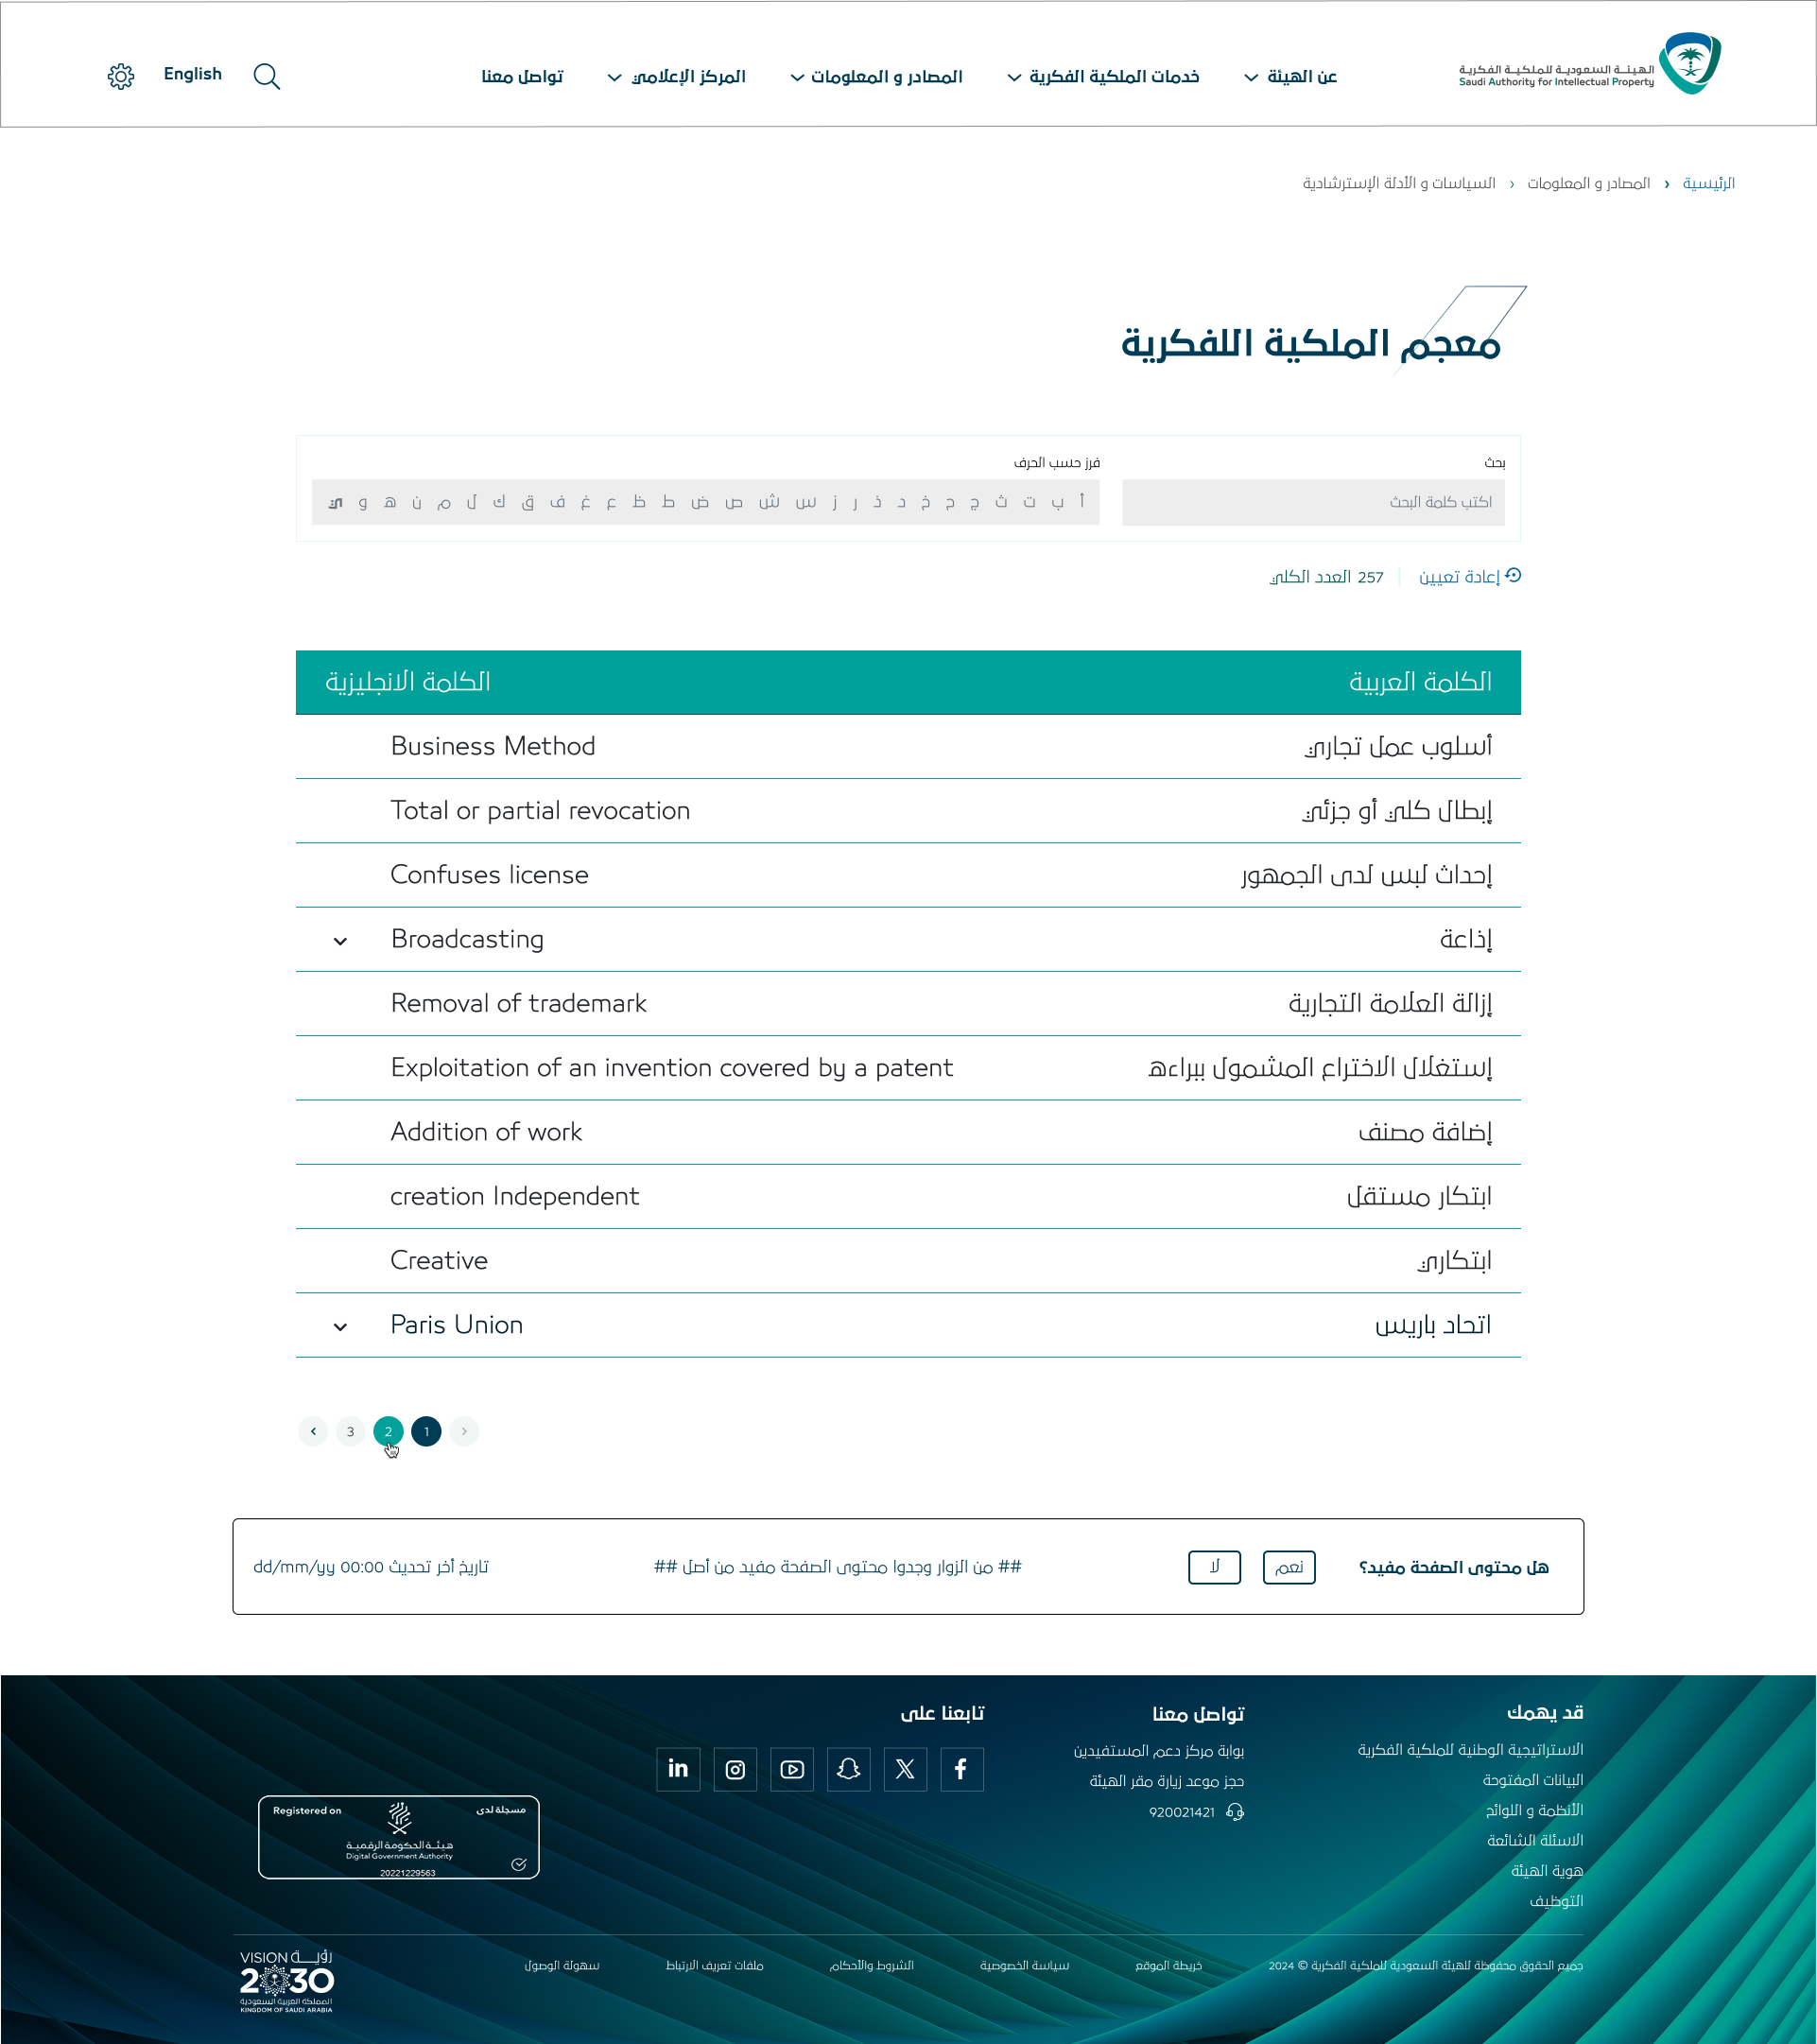 الهيئة السعودية للملكية الفكرية
Saudi Authority for Intellectual Property
عن الهيئة
خدمات الملكية الفكرية
المصادر و المعلومات
المركز الإعلامي
تواصل معنا
English
الرئيسية › المصادر و المعلومات › السياسات و الأدلة الإسترشادية
معجم الملكية اللفكرية
بحث
اكتب كلمة البحث
فرز حسب الحرف
أ ب ت ث ج ح خ د ذ ر ز س ش ص ض ط ظ ع غ ف ق ك ل م ن ه و ي
إعادة تعيين
257 العدد الكلي
الكلمة العربية الكلمة الانجليزية
أسلوب عمل تجاري Business Method
إبطال كلي أو جزئي Total or partial revocation
إحداث لبس لدى الجمهور Confuses license
إذاعة Broadcasting
إزالة العلامة التجارية Removal of trademark
إستغلال الاختراع المشمول ببراءه Exploitation of an invention covered by a patent
إضافة مصنف Addition of work
ابتكار مستقل creation Independent
ابتكاري Creative
اتحاد باريس Paris Union
1 2 3
هل محتوى الصفحة مفيد؟
نعم
لا
## من الزوار وجدوا محتوى الصفحة مفيد من أصل ##
تاريخ أخر تحديث 00:00 dd/mm/yy
قد يهمك
الاستراتيجية الوطنية للملكية الفكرية
البيانات المفتوحة
الأنظمة و اللوائح
الاسئلة الشائعة
هوية الهيئة
التوظيف
تواصل معنا
بوابة مركز دعم المستفيدين
حجز موعد زيارة مقر الهيئة
920021421
تابعنا على
مسجلة لدى
Registered on
هيئة الحكومة الرقمية
Digital Government Authority
20221229563
جميع الحقوق محفوظة للهيئة السعودية للملكية الفكرية © 2024
خريطة الموقع
سياسة الخصوصية
الشروط والأحكام
ملفات تعريف الارتباط
سهولة الوصول
VISION رؤية
2030
المملكة العربية السعودية
KINGDOM OF SAUDI ARABIA